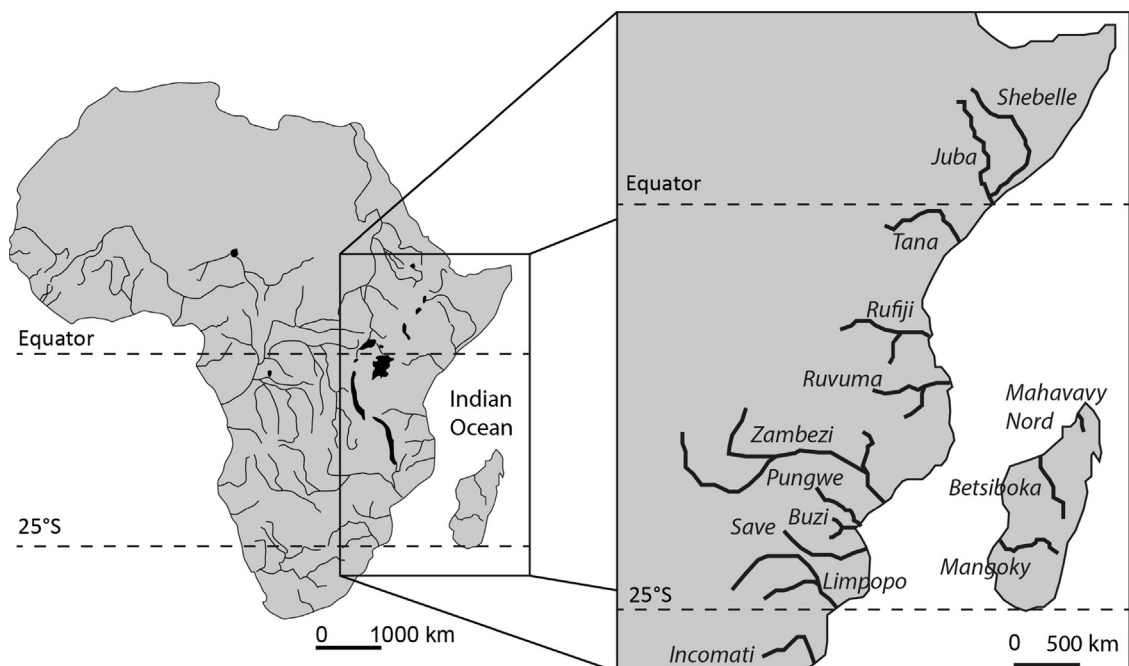 Equator
Indian
Ocean
25°S
0 1000 km
Shebelle
Juba
Equator
Tana
Rufiji
Ruvuma
Mahavavy
Nord
Zambezi
Pungwe
Betsiboka
Buzi
Save
Mangoky
Limpopo
25°S
Incomati
0 500 km